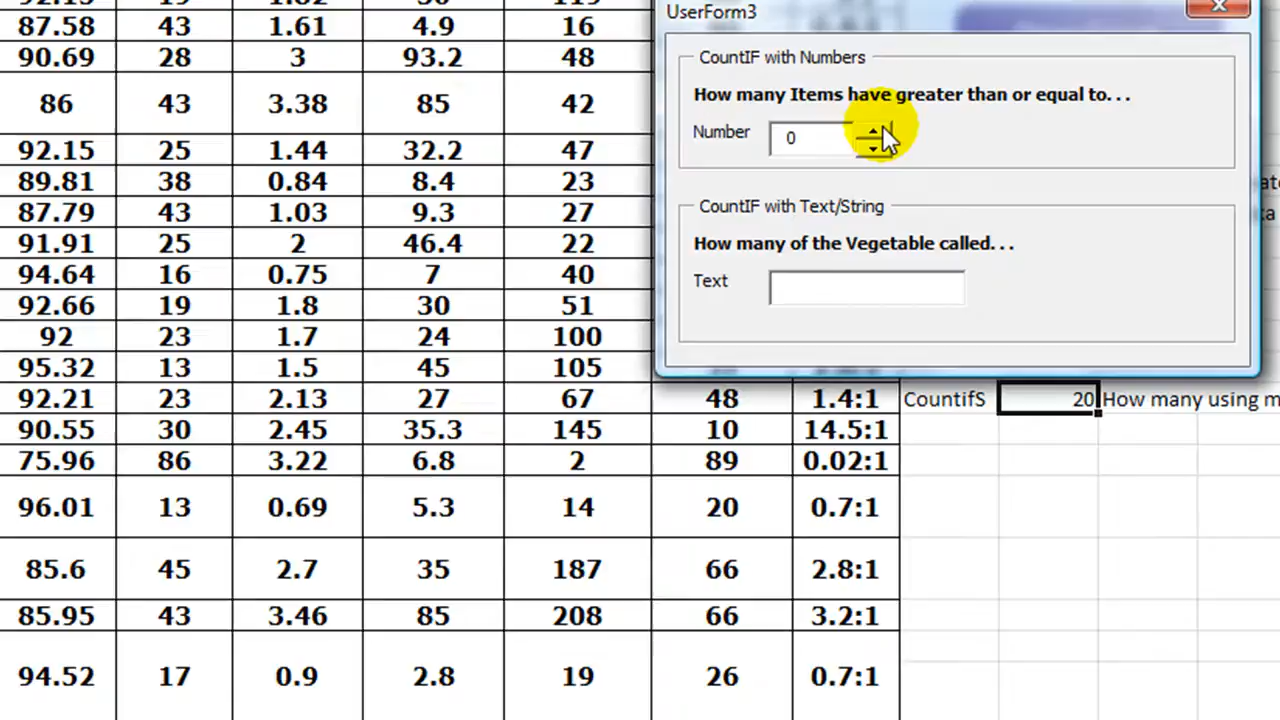 UserForm3
87.58 43 1.61 4.9 16
90.69 28 3 93.2 48
CountIF with Numbers
86 43 3.38 85 42
How many Items have greater than or equal to. . .
Number 0
92.15 25 1.44 32.2 47
89.81 38 0.84 8.4 23
87.79 43 1.03 9.3 27
CountIF with Text/String
91.91 25 2 46.4 22
How many of the Vegetable called. . .
94.64 16 0.75 7 40
Text
92.66 19 1.8 30 51
92 23 1.7 24 100
95.32 13 1.5 45 105
92.21 23 2.13 27 67 48 1.4:1 CountifS 20 How many using m
90.55 30 2.45 35.3 145 10 14.5:1
75.96 86 3.22 6.8 2 89 0.02:1
96.01 13 0.69 5.3 14 20 0.7:1
85.6 45 2.7 35 187 66 2.8:1
85.95 43 3.46 85 208 66 3.2:1
94.52 17 0.9 2.8 19 26 0.7:1